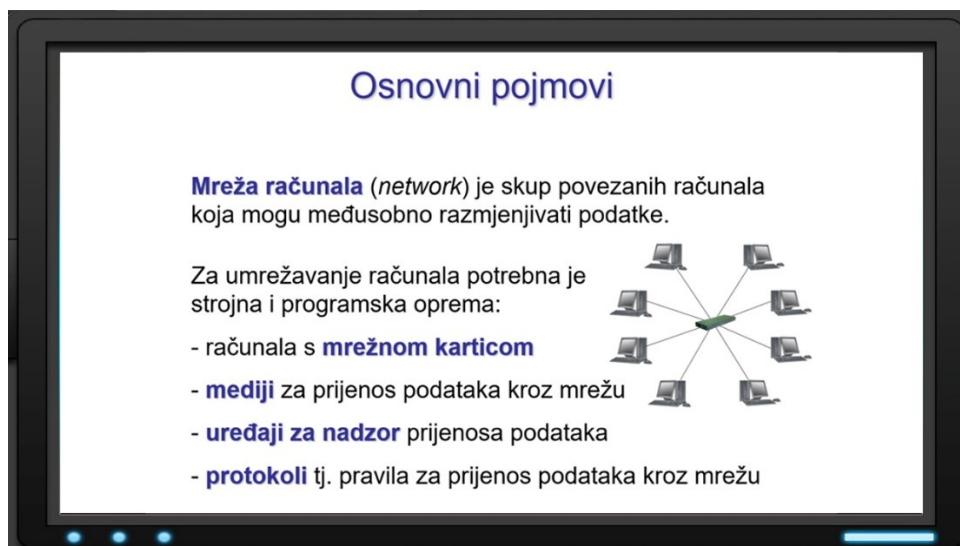 Osnovni pojmovi
Mreža računala (network) je skup povezanih računala
koja mogu međusobno razmjenjivati podatke.
Za umrežavanje računala potrebna je
strojna i programska oprema:
- računala s mrežnom karticom
- mediji za prijenos podataka kroz mrežu
- uređaji za nadzor prijenosa podataka
- protokoli tj. pravila za prijenos podataka kroz mrežu